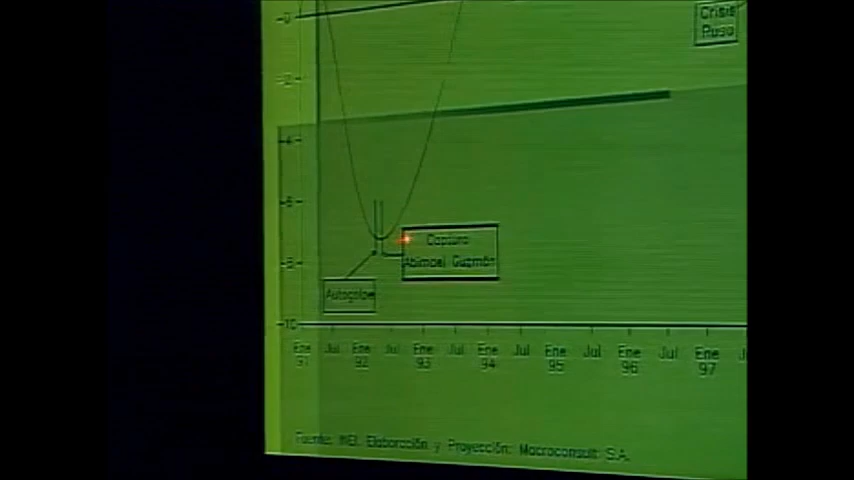 Crisis
Rusa
-0
-2
-4
-6
-8
-10
Captura
Abimael Guzmán
Autogolpe
Ene Jul Ene Jul Ene Jul Ene Jul Ene Jul Ene Jul Ene
91 92 93 94 95 96 97
Fuente: INEI. Elaboración y Proyección: Macroconsult S.A.